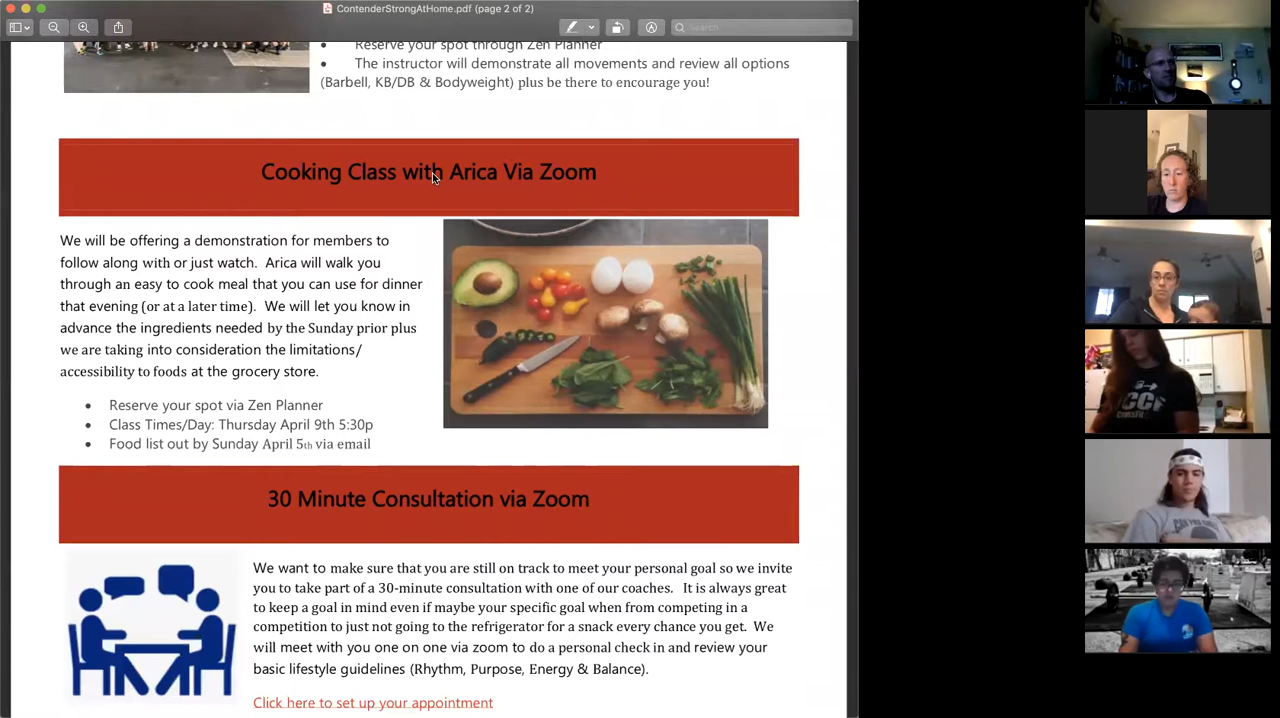 ContenderStrongAtHome.pdf (page 2 of 2)
Search
• Reserve your spot through Zen Planner
• The instructor will demonstrate all movements and review all options
(Barbell, KB/DB & Bodyweight) plus be there to encourage you!
Cooking Class with Arica Via Zoom
We will be offering a demonstration for members to
follow along with or just watch. Arica will walk you
through an easy to cook meal that you can use for dinner
that evening (or at a later time). We will let you know in
advance the ingredients needed by the Sunday prior plus
we are taking into consideration the limitations/
accessibility to foods at the grocery store.
• Reserve your spot via Zen Planner
• Class Times/Day: Thursday April 9th 5:30p
• Food list out by Sunday April 5th via email
30 Minute Consultation via Zoom
We want to make sure that you are still on track to meet your personal goal so we invite
you to take part of a 30-minute consultation with one of our coaches. It is always great
to keep a goal in mind even if maybe your specific goal when from competing in a
competition to just not going to the refrigerator for a snack every chance you get. We
will meet with you one on one via zoom to do a personal check in and review your
basic lifestyle guidelines (Rhythm, Purpose, Energy & Balance).
Click here to set up your appointment
CCF
CROSSFIT